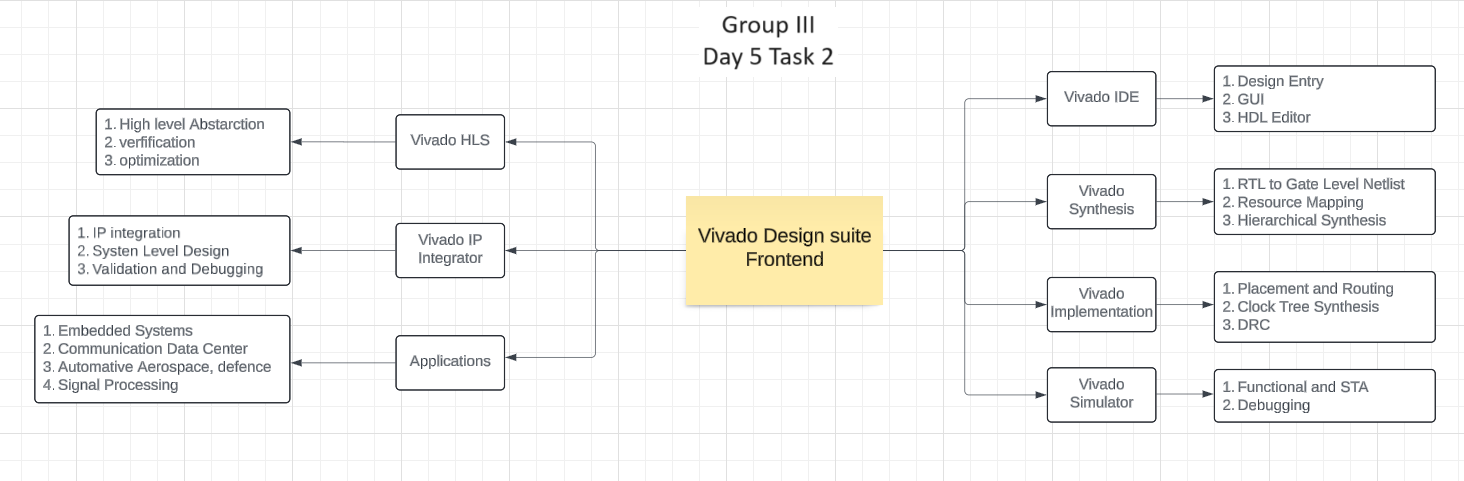 Group III
Day 5 Task 2
Vivado HLS
1. High level Abstarction
2. verfification
3. optimization
Vivado IP
Integrator
1. IP integration
2. Systen Level Design
3. Validation and Debugging
Applications
1. Embedded Systems
2. Communication Data Center
3. Automative Aerospace, defence
4. Signal Processing
Vivado Design suite
Frontend
Vivado IDE
1. Design Entry
2. GUI
3. HDL Editor
Vivado
Synthesis
1. RTL to Gate Level Netlist
2. Resource Mapping
3. Hierarchical Synthesis
Vivado
Implementation
1. Placement and Routing
2. Clock Tree Synthesis
3. DRC
Vivado
Simulator
1. Functional and STA
2. Debugging